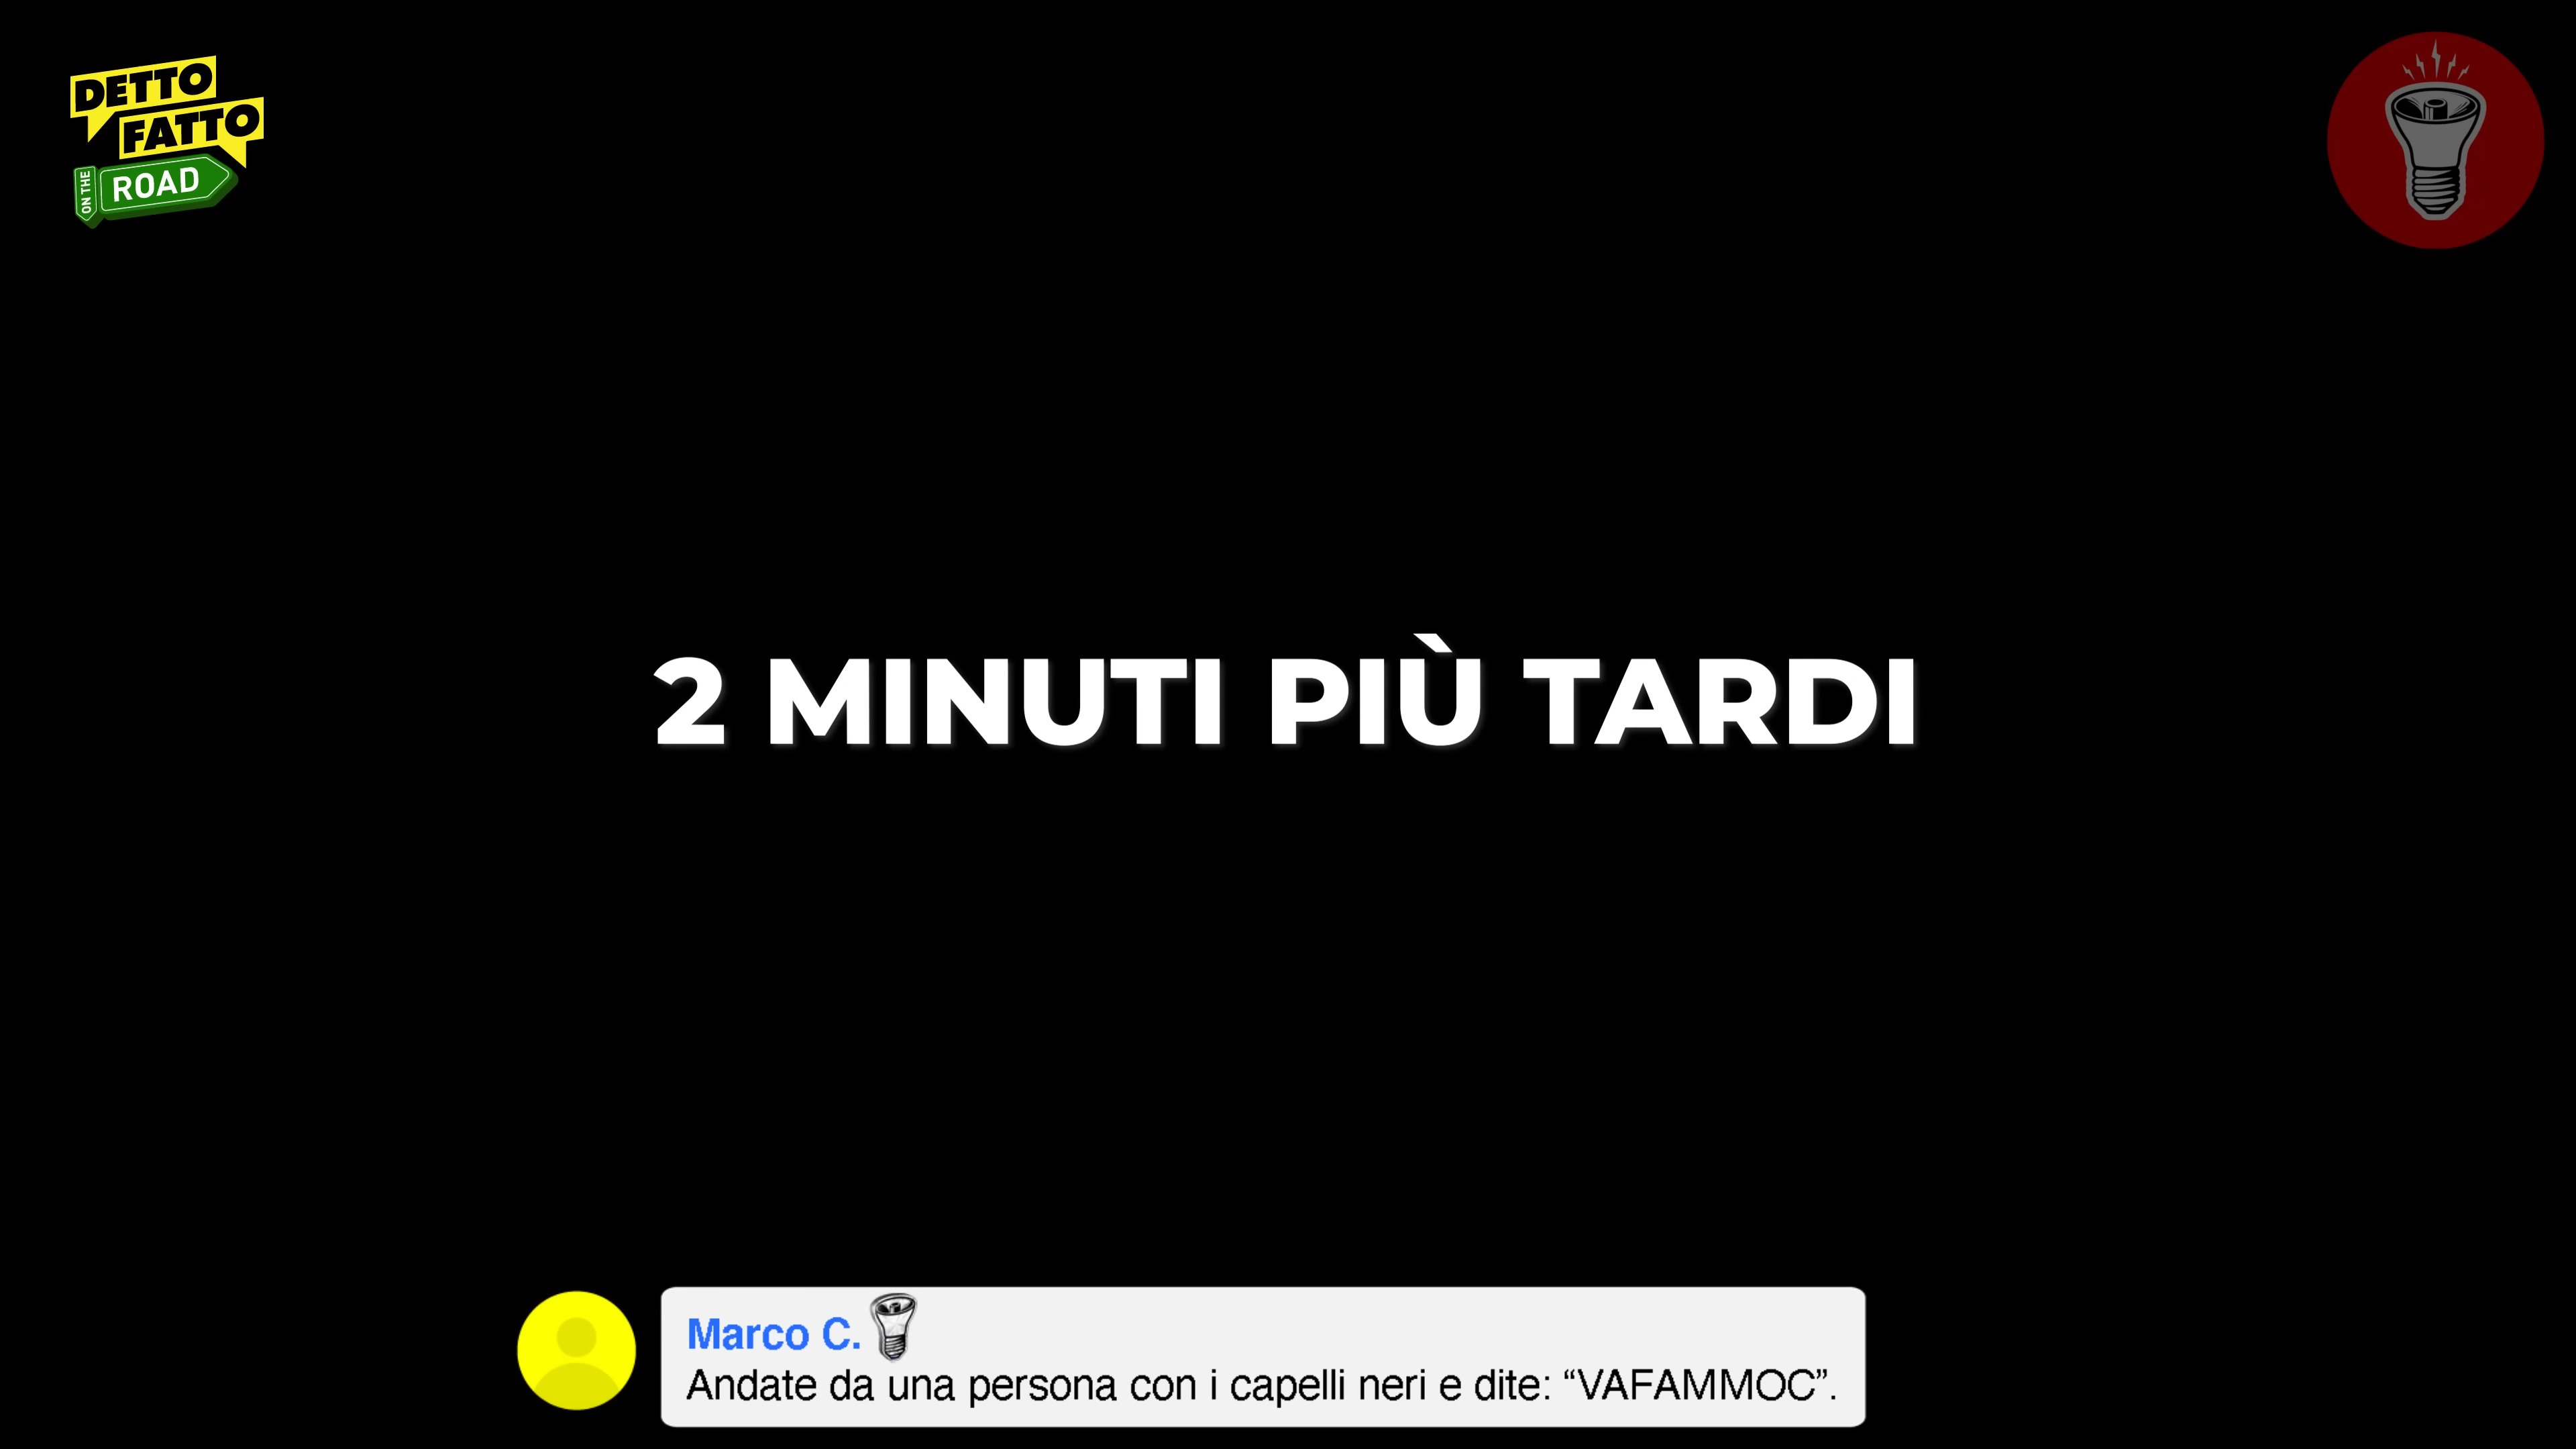 DETTO
FATTO
ON THE
ROAD
2 MINUTI PIÙ TARDI
Marco C.
Andate da una persona con i capelli neri e dite: “VAFAMMOC”.